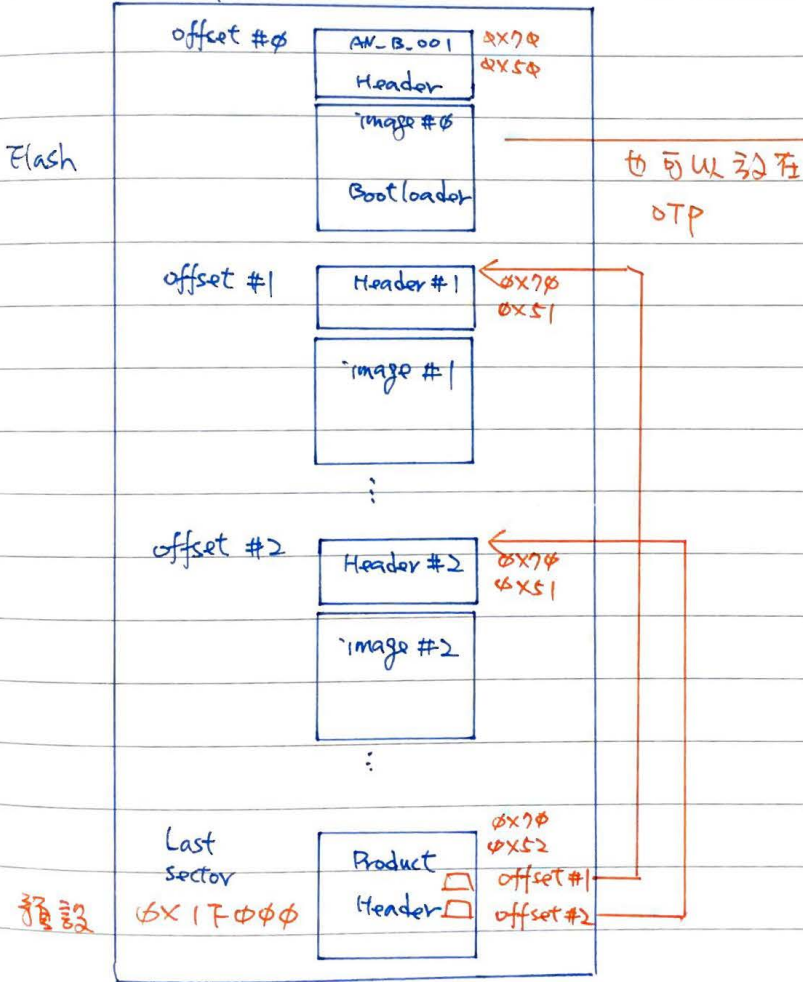 offset #0
AN_B_001
0x70
0x50
Header
image #0
Flash
也可以設在
OTP
Bootloader
offset #1
Header #1
0x70
0x51
image #1
⋮
offset #2
Header #2
0x70
0x51
image #2
⋮
0x70
0x52
Last
Sector
Product
offset #1
Header
offset #2
預設
0x1F000